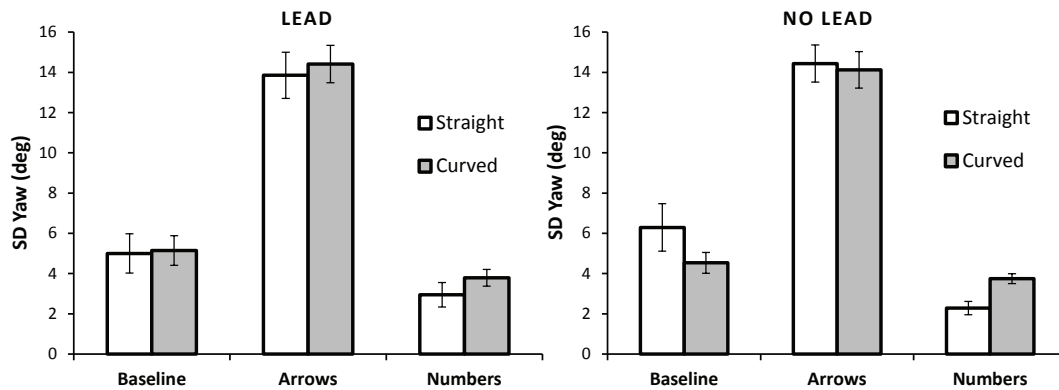 LEAD
16
14
12
10
8
6
4
2
0
SD Yaw (deg)
Straight
Curved
Baseline Arrows Numbers
NO LEAD
16
14
12
10
8
6
4
2
0
SD Yaw (deg)
Straight
Curved
Baseline Arrows Numbers